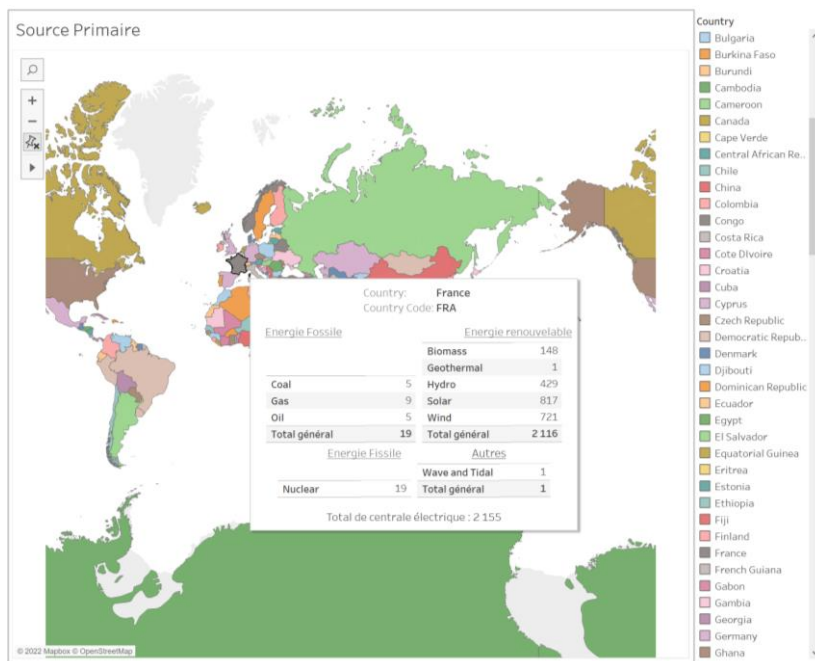 Source Primaire
Country: France
Country Code: FRA
Energie Fossile
Energie renouvelable
Biomass 148
Geothermal 1
Coal 5
Hydro 429
Gas 9
Solar 817
Oil 5
Wind 721
Total général 19
Total général 2 116
Energie Fissile
Autres
Wave and Tidal 1
Nuclear 19
Total général 1
Total de centrale électrique : 2 155
© 2022 Mapbox © OpenStreetMap
Country
Bulgaria
Burkina Faso
Burundi
Cambodia
Cameroon
Canada
Cape Verde
Central African Re..
Chile
China
Colombia
Congo
Costa Rica
Cote DIvoire
Croatia
Cuba
Cyprus
Czech Republic
Democratic Repub..
Denmark
Djibouti
Dominican Republic
Ecuador
Egypt
El Salvador
Equatorial Guinea
Eritrea
Estonia
Ethiopia
Fiji
Finland
France
French Guiana
Gabon
Gambia
Georgia
Germany
Ghana